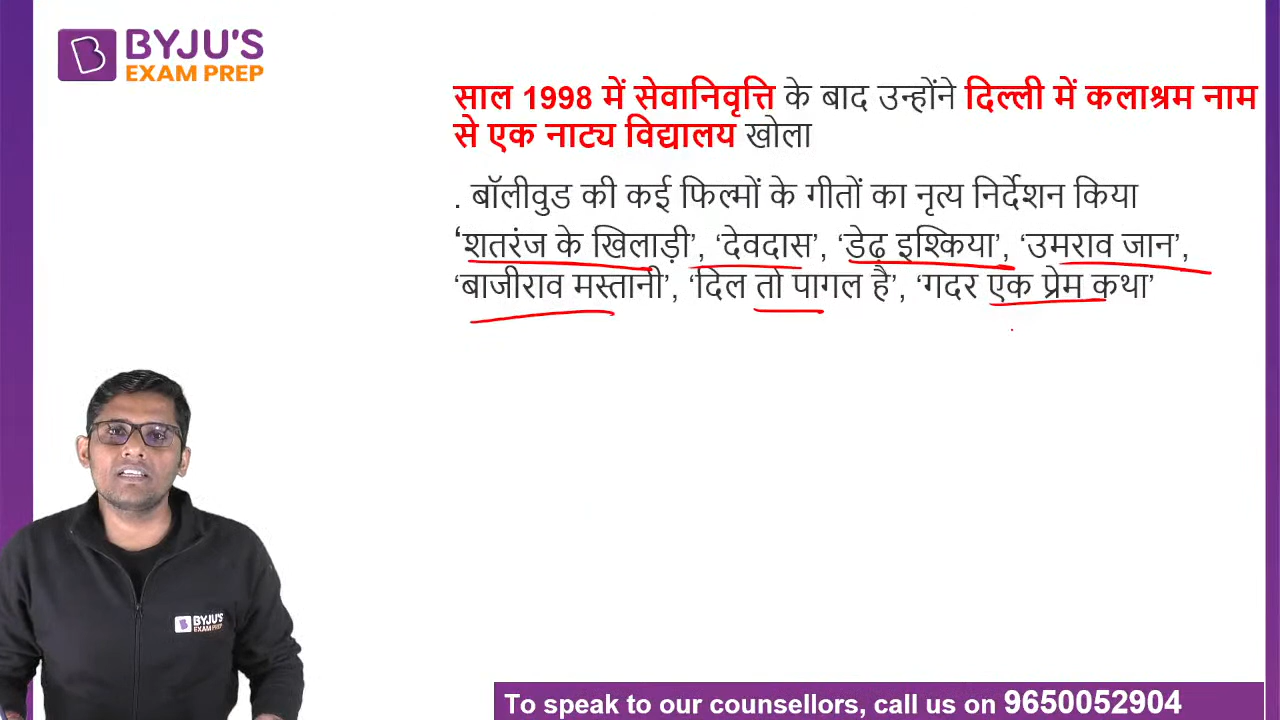 BYJU'S
EXAM PREP
साल 1998 में सेवानिवृत्ति के बाद उन्होंने दिल्ली में कलाश्रम नाम
से एक नाट्य विद्यालय खोला
. बॉलीवुड की कई फिल्मों के गीतों का नृत्य निर्देशन किया
‘शतरंज के खिलाड़ी’, ‘देवदास’, ‘डेढ़ इश्किया’, ‘उमराव जान’,
‘बाजीराव मस्तानी’, ‘दिल तो पागल है’, ‘गदर एक प्रेम कथा’
BYJU'S
EXAM PREP
To speak to our counsellors, call us on 9650052904